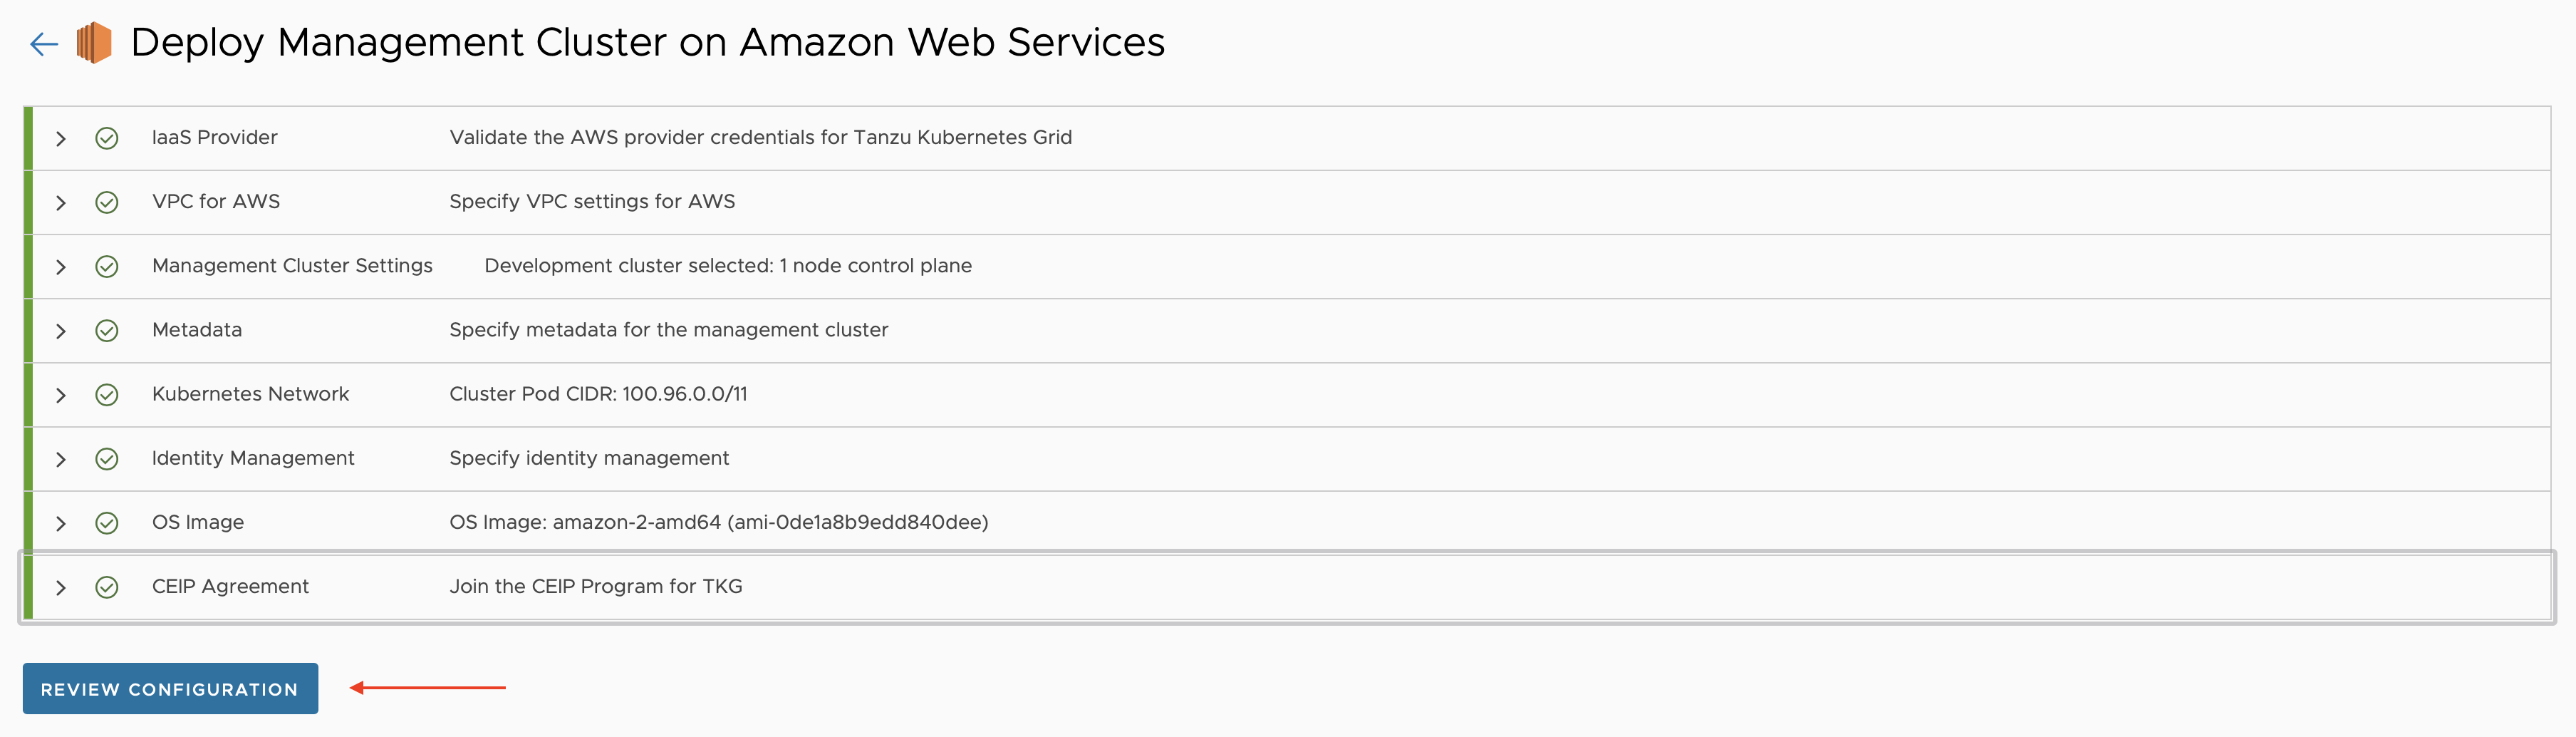 Deploy Management Cluster on Amazon Web Services
IaaS Provider Validate the AWS provider credentials for Tanzu Kubernetes Grid
VPC for AWS Specify VPC settings for AWS
Management Cluster Settings Development cluster selected: 1 node control plane
Metadata Specify metadata for the management cluster
Kubernetes Network Cluster Pod CIDR: 100.96.0.0/11
Identity Management Specify identity management
OS Image OS Image: amazon-2-amd64 (ami-0de1a8b9edd840dee)
CEIP Agreement Join the CEIP Program for TKG
REVIEW CONFIGURATION